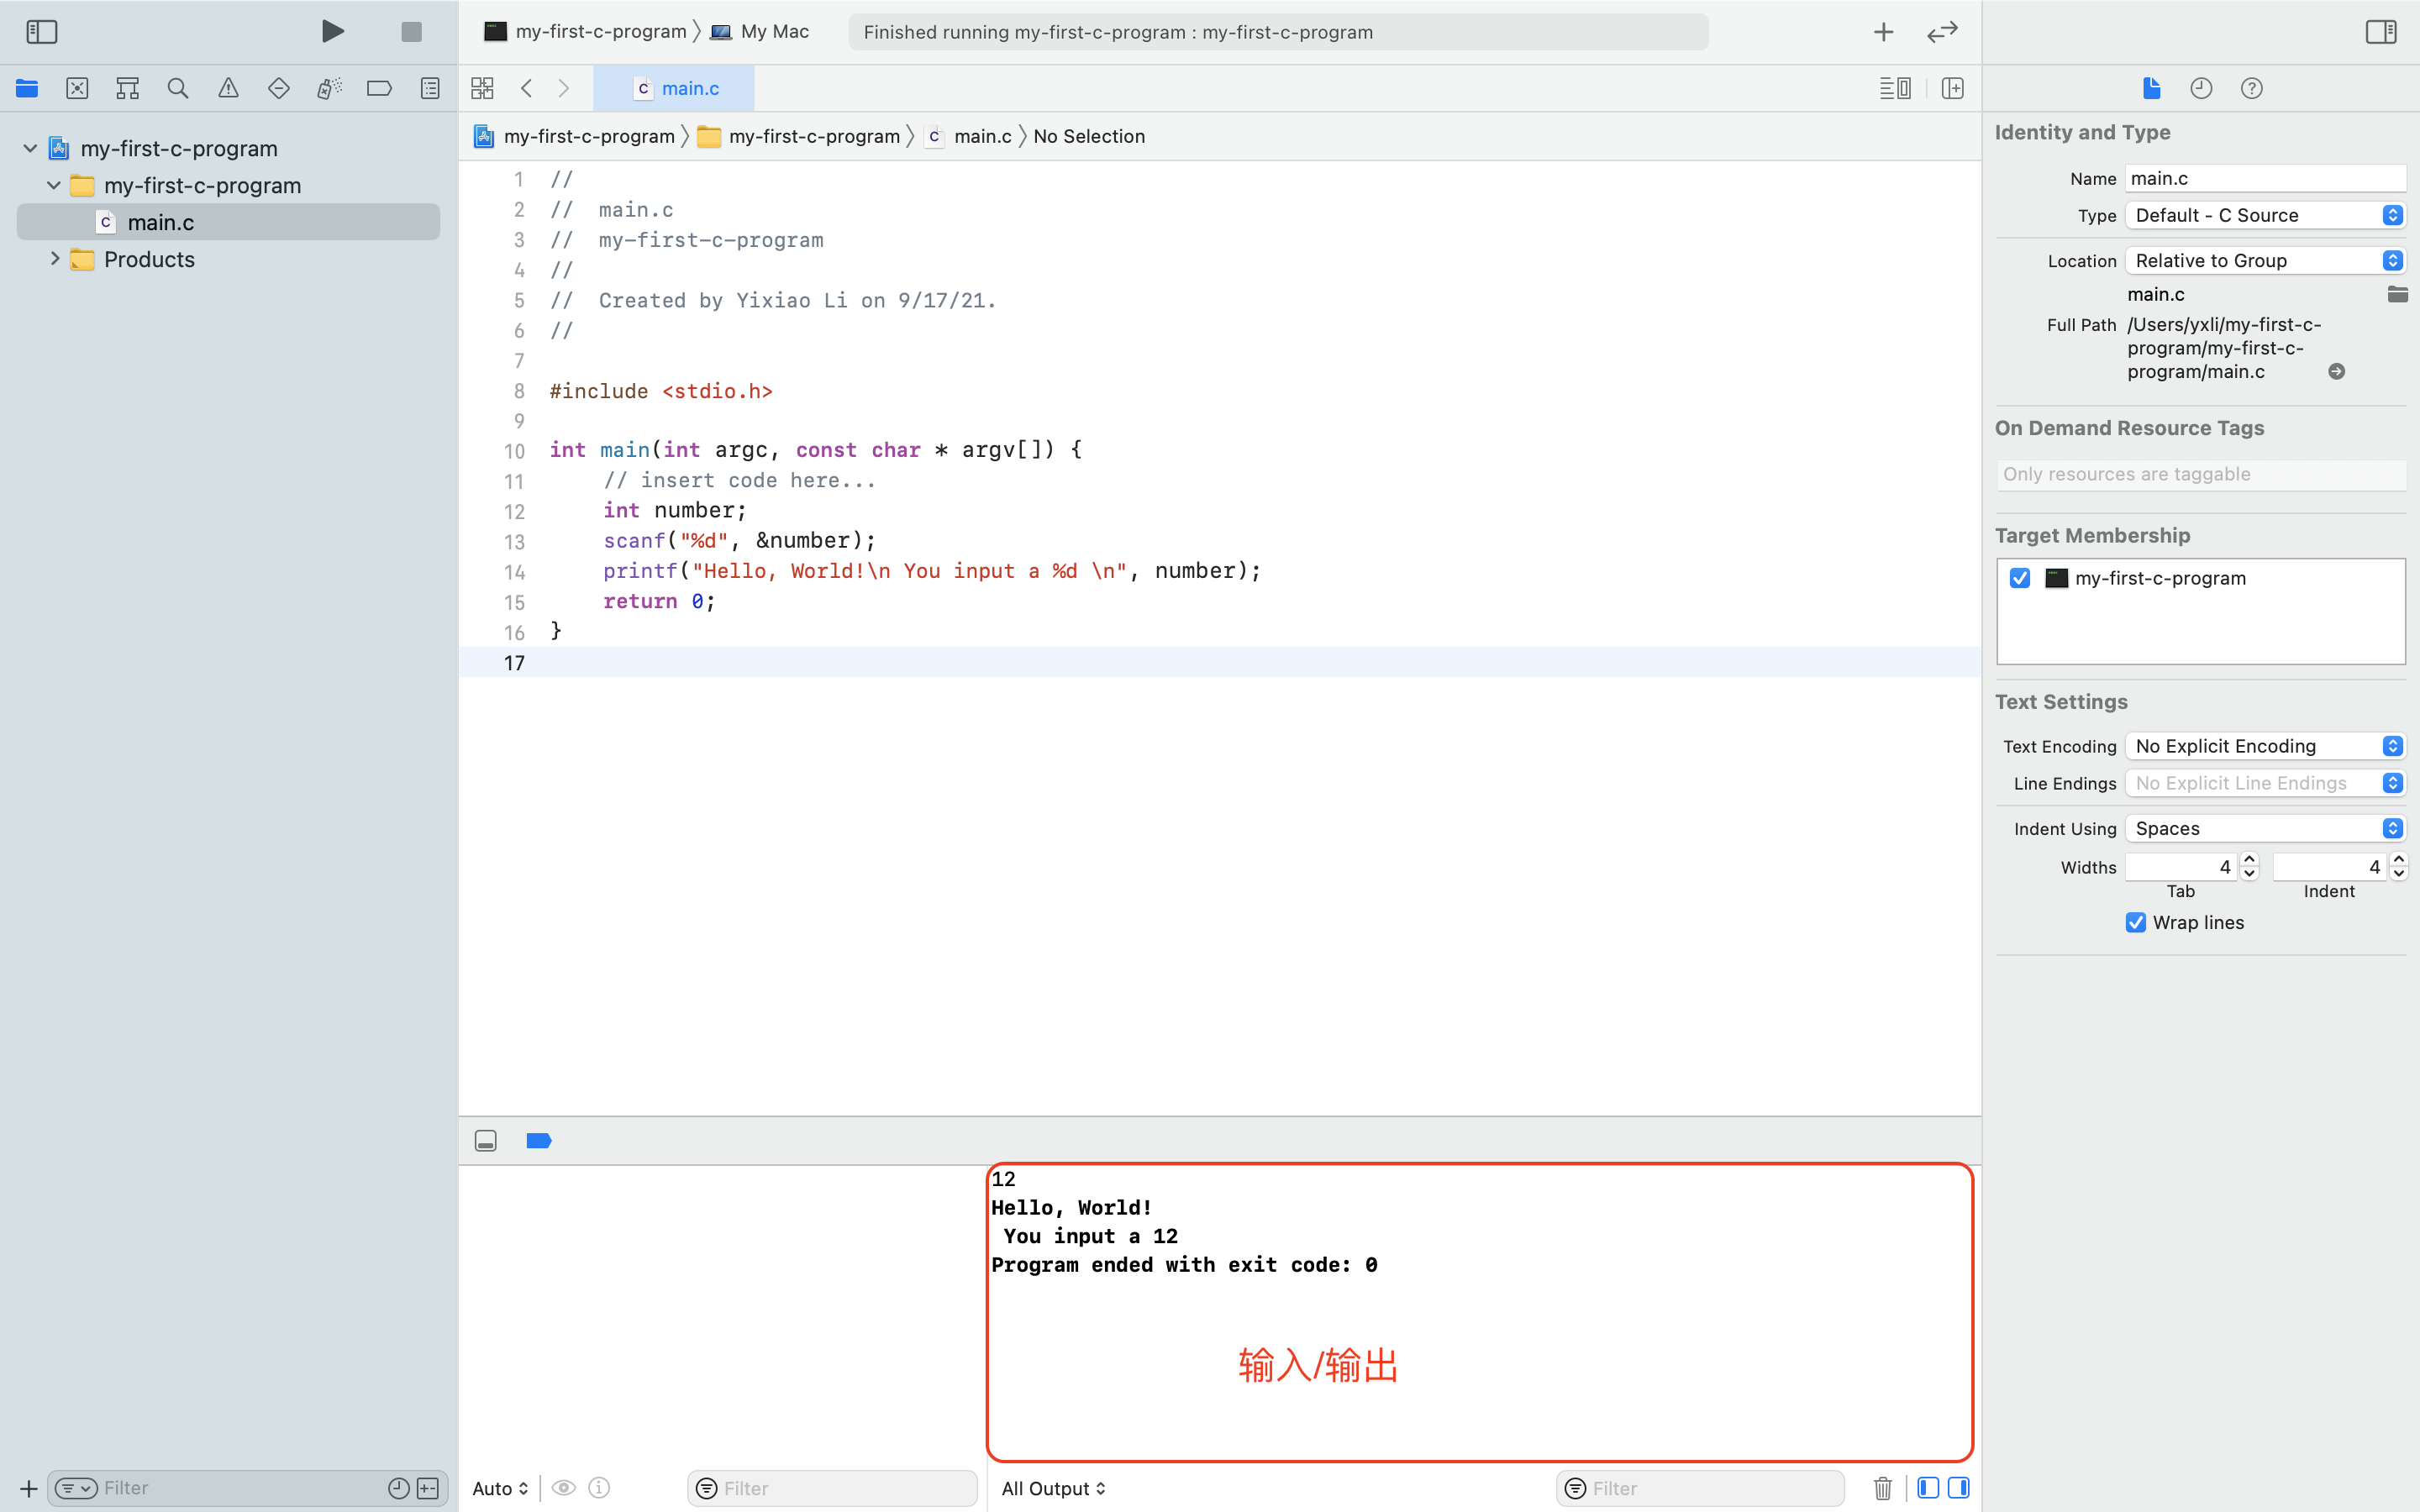 my-first-c-program 〉 My Mac
Finished running my-first-c-program : my-first-c-program
main.c
my-first-c-program
my-first-c-program
main.c
Products
my-first-c-program 〉 my-first-c-program 〉 main.c 〉 No Selection
1 //
2 //  main.c
3 //  my-first-c-program
4 //
5 //  Created by Yixiao Li on 9/17/21.
6 //
7
8 #include <stdio.h>
9
10 int main(int argc, const char * argv[]) {
11     // insert code here...
12     int number;
13     scanf("%d", &number);
14     printf("Hello, World!\n You input a %d \n", number);
15     return 0;
16 }
17
12
Hello, World!
 You input a 12
Program ended with exit code: 0
输入/输出
Filter
Auto
Filter
All Output
Filter
Identity and Type
Name main.c
Type Default - C Source
Location Relative to Group
main.c
Full Path /Users/yxli/my-first-c-
program/my-first-c-
program/main.c
On Demand Resource Tags
Only resources are taggable
Target Membership
my-first-c-program
Text Settings
Text Encoding No Explicit Encoding
Line Endings No Explicit Line Endings
Indent Using Spaces
Widths 4 4
Tab Indent
Wrap lines